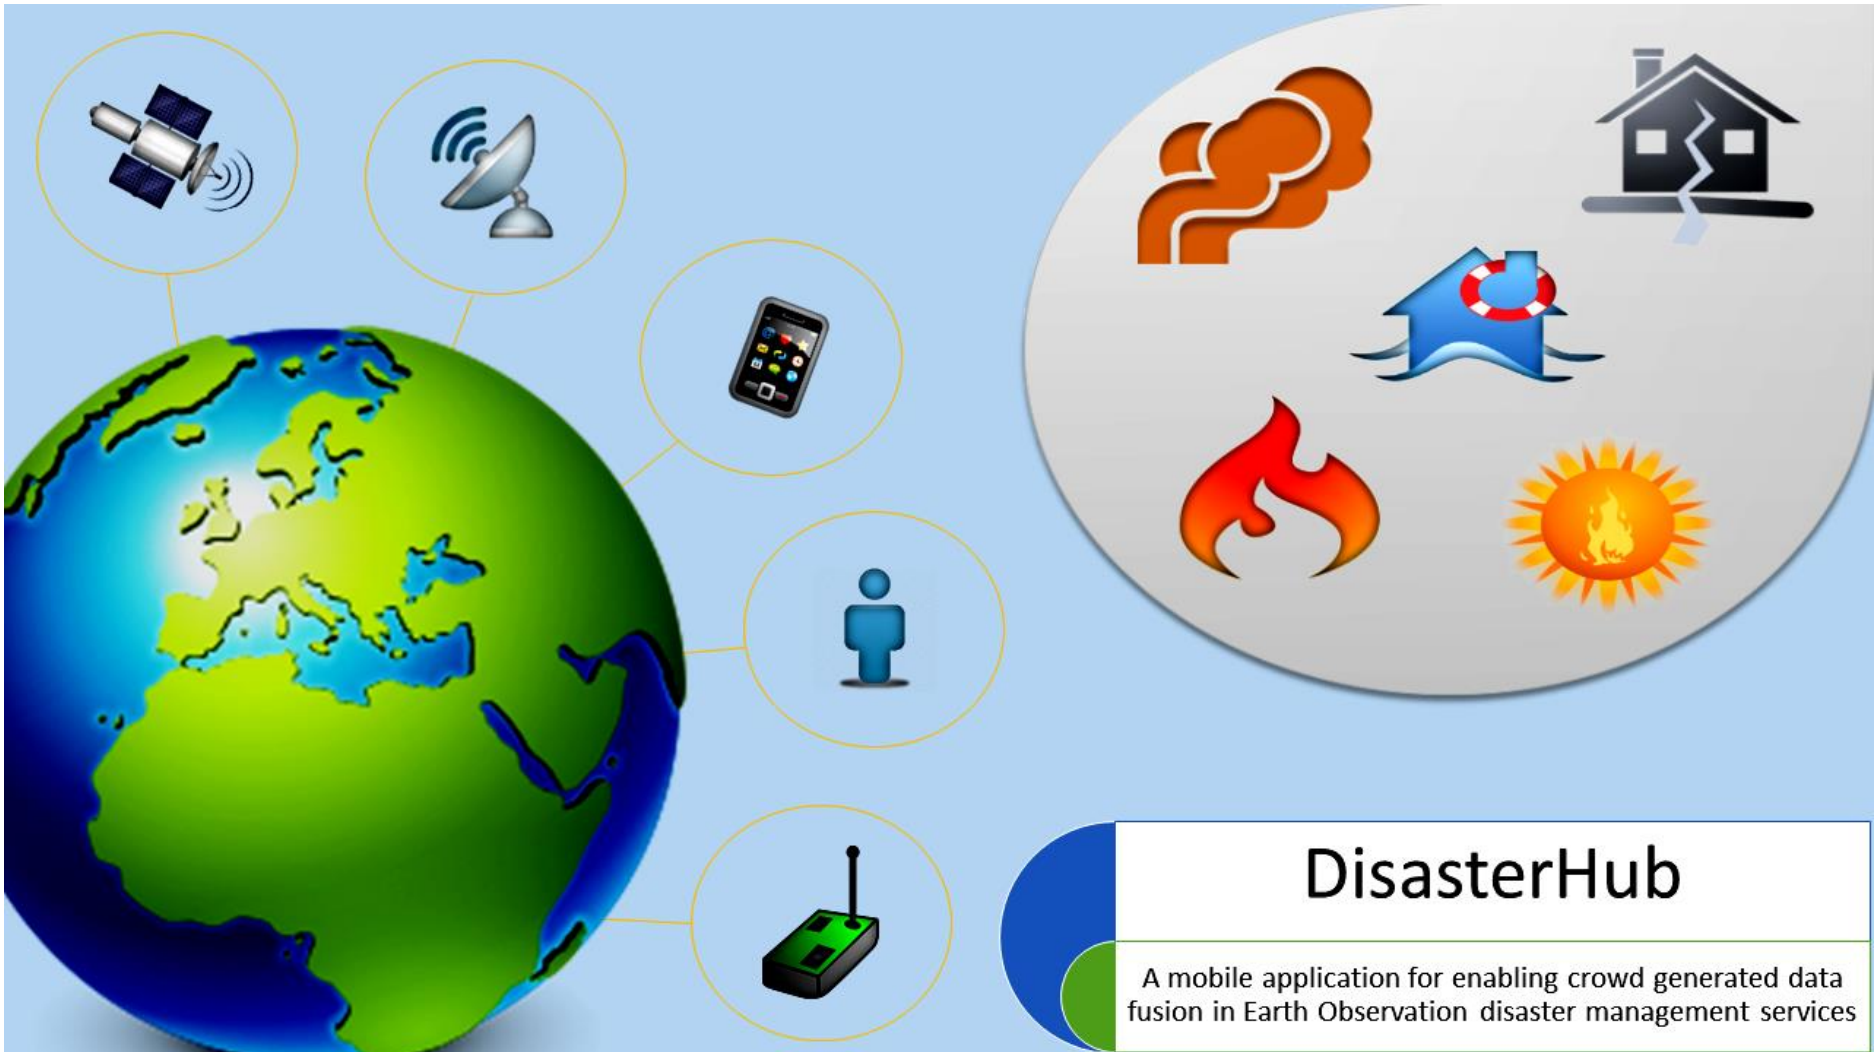 DisasterHub
A mobile application for enabling crowd generated data
fusion in Earth Observation disaster management services